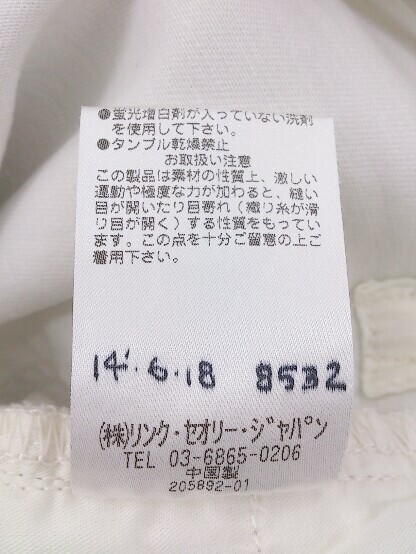 ●蛍光増白剤が入っていない洗剤
を使用して下さい。
●タンブル乾燥禁止
お取扱い注意
この製品は素材の性質上、激しい
運動や極度な力が加わると、縫い
目が開いたり目寄れ(織り糸が滑
り目が開く)する性質をもってい
ます。この点を十分ご留意の上ご
着用下さい。
14'.6.18 8532
(株)リンク・セオリー・ジャパン
TEL 03-6865-0206
中国製
205892-01